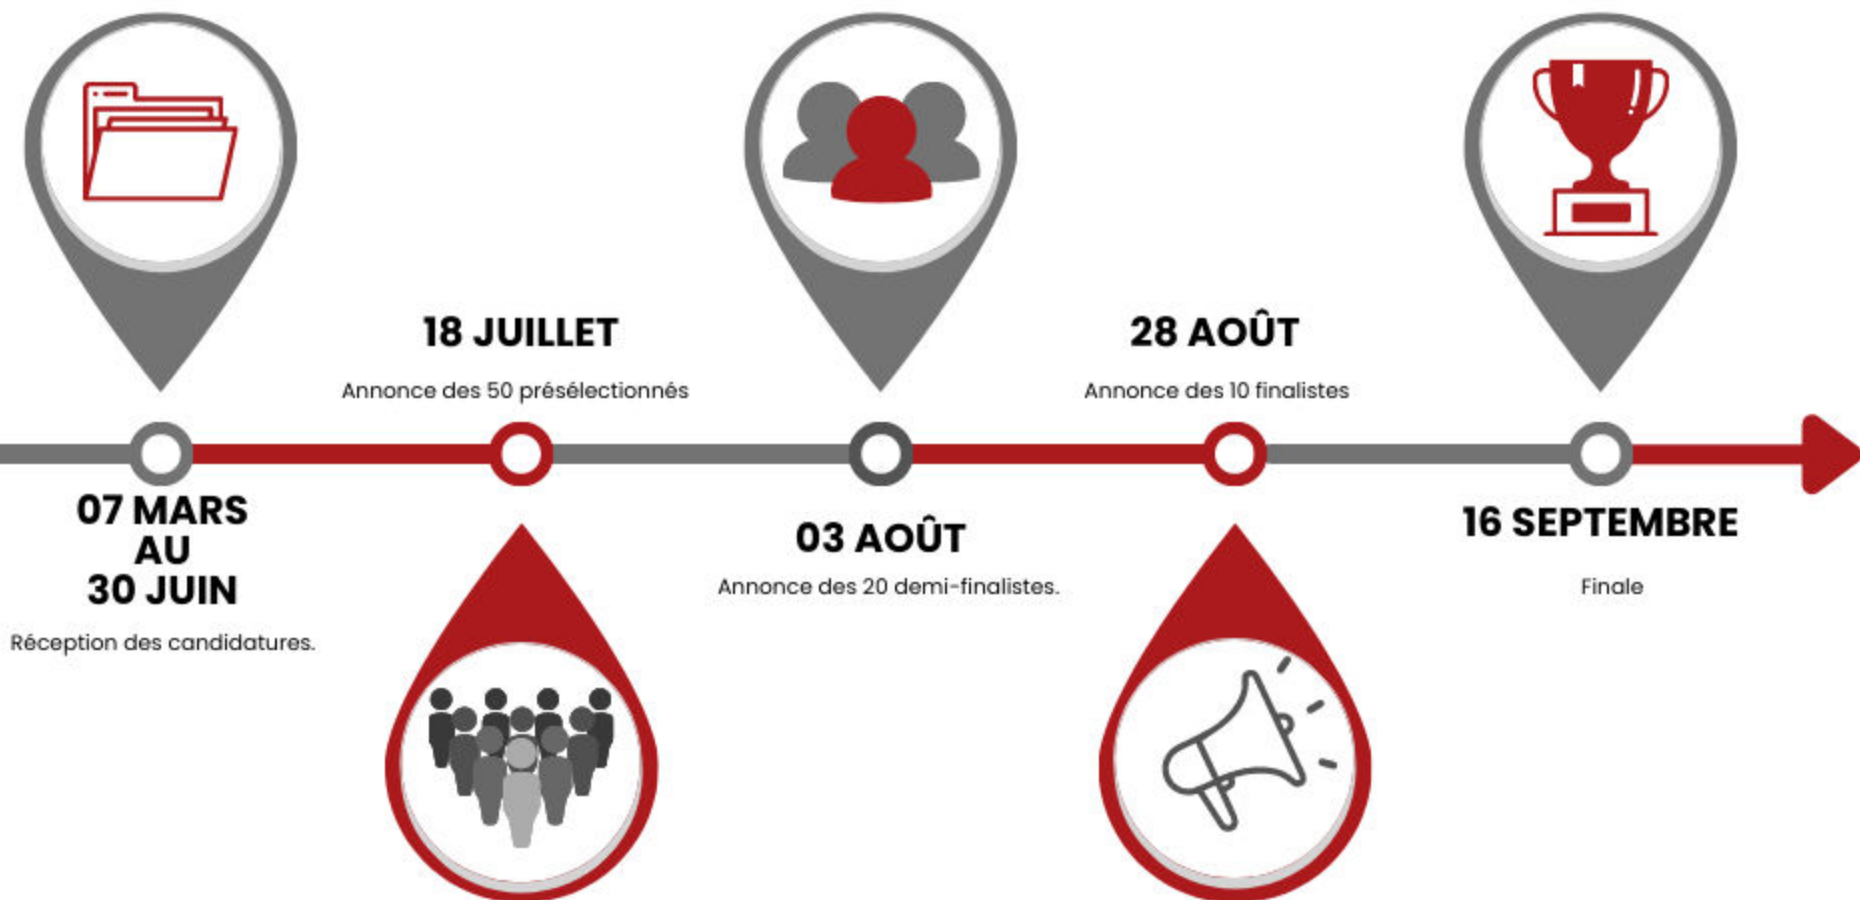 07 MARS
AU
30 JUIN
Réception des candidatures.
18 JUILLET
Annonce des 50 présélectionnés
03 AOÛT
Annonce des 20 demi-finalistes.
28 AOÛT
Annonce des 10 finalistes
16 SEPTEMBRE
Finale